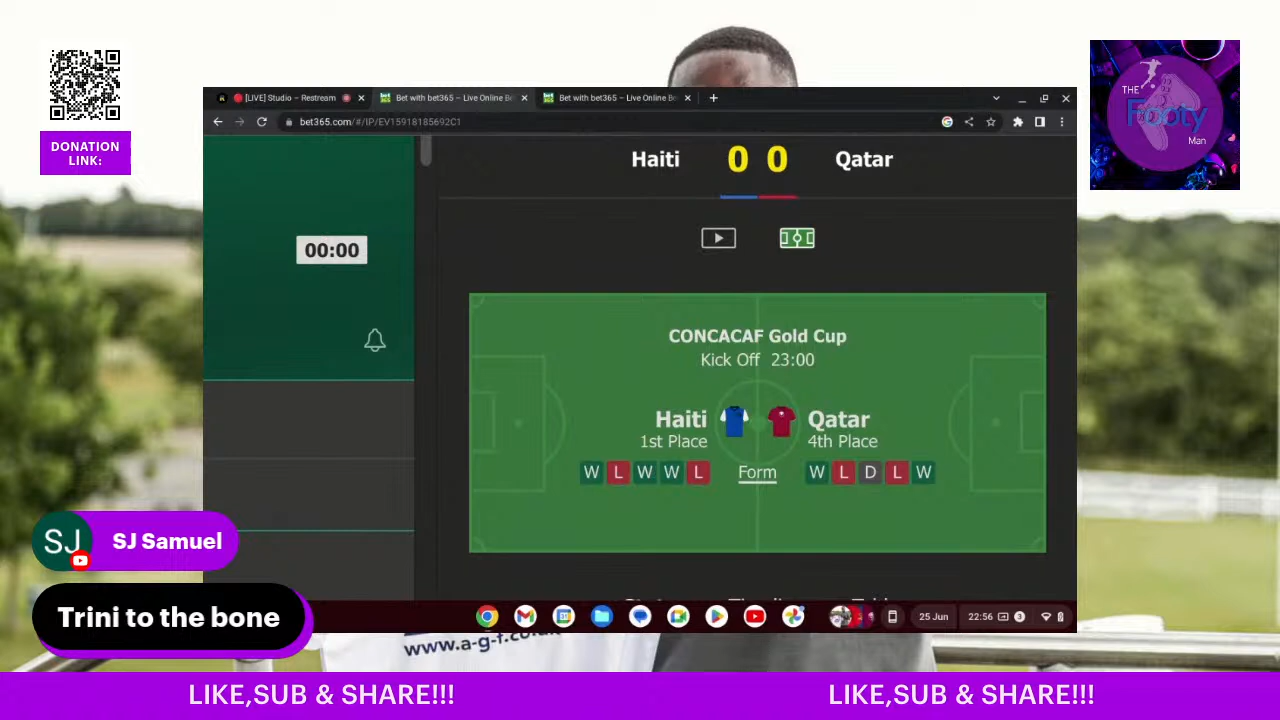 DONATION
LINK:
THE
Footy
Man
[LIVE] Studio – Restream
Bet with bet365 – Live Online Be
Bet with bet365 – Live Online Be
bet365.com/#/IP/EV15918185692C1
Haiti 0 0 Qatar
00:00
CONCACAF Gold Cup
Kick Off 23:00
Haiti Qatar
1st Place 4th Place
W L W W L Form W L D L W
25 Jun 22:56 3
SJ SJ Samuel
Trini to the bone
LIKE,SUB & SHARE!!! LIKE,SUB & SHARE!!!